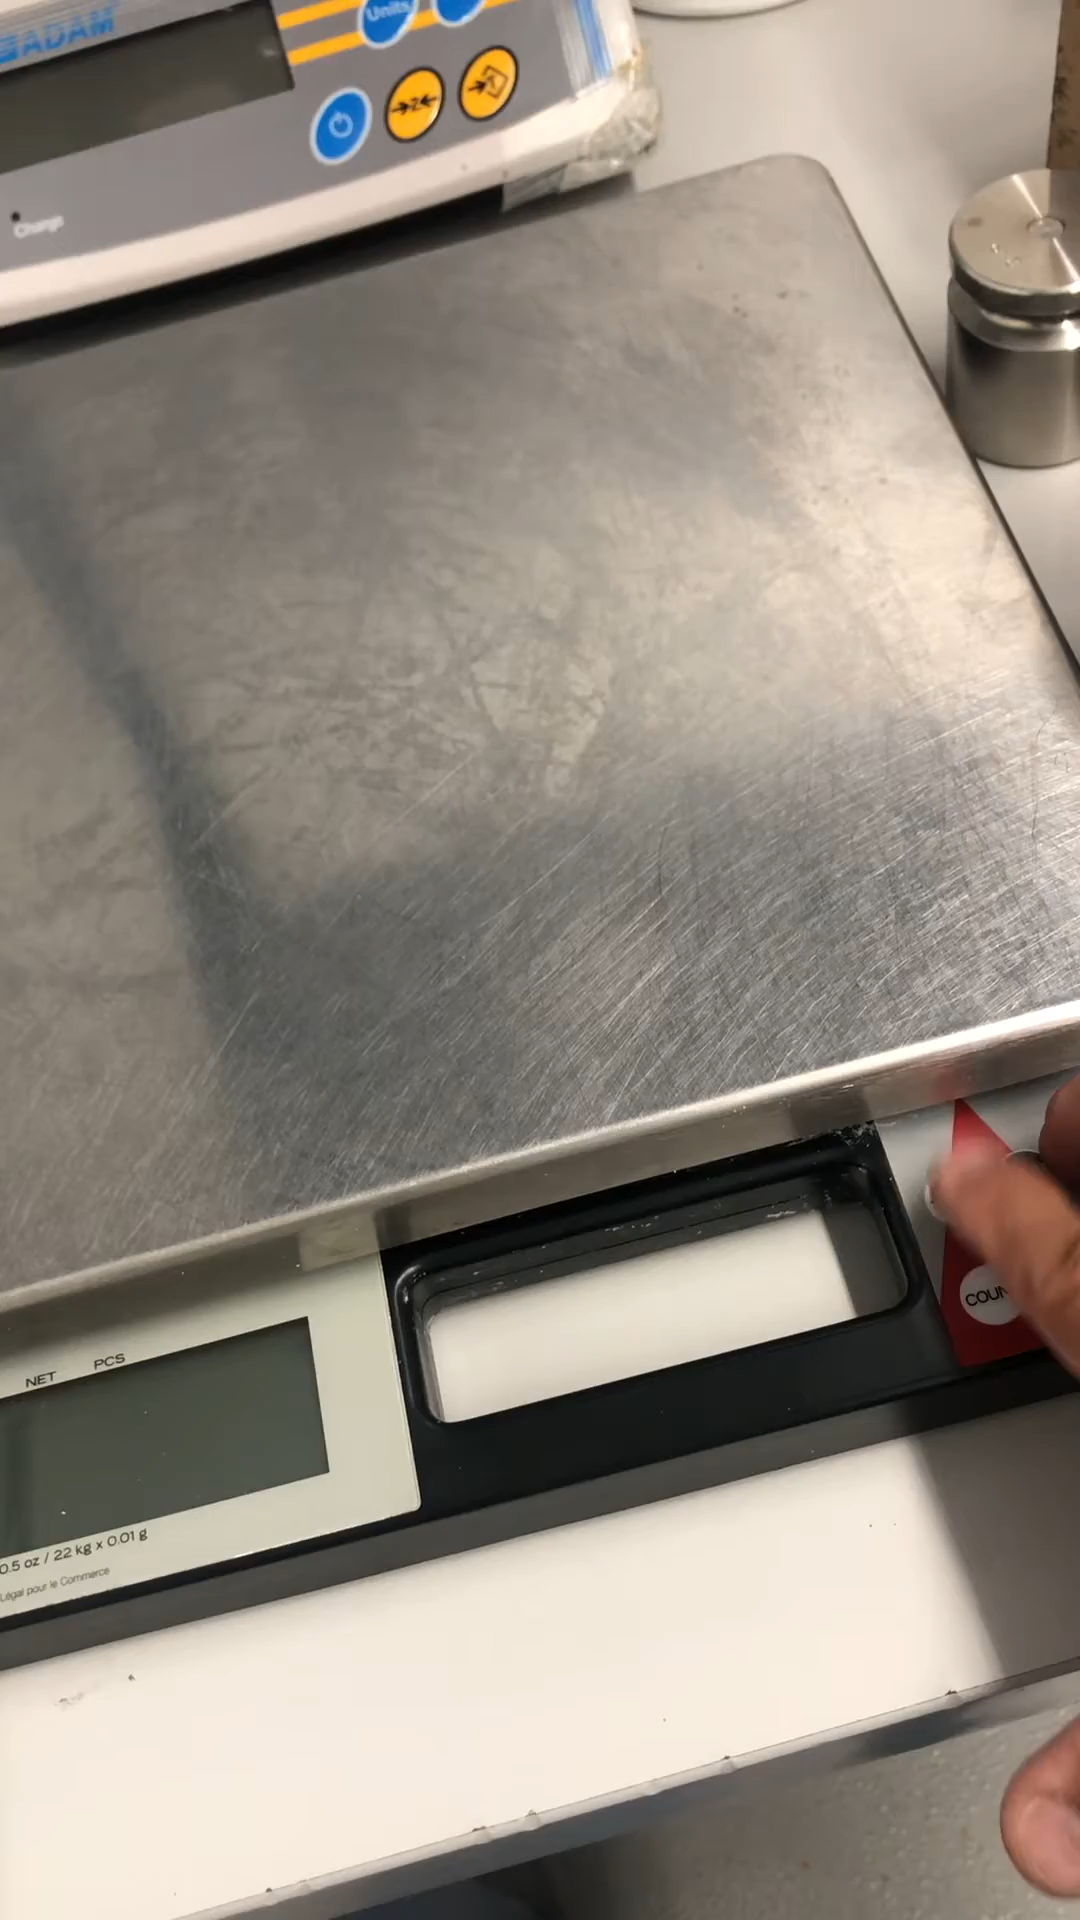 ADAM
Units
→Z←
→T
Change
COUN
NET PCS
0.5 oz / 22 kg x 0.01 g
Légal pour le Commerce